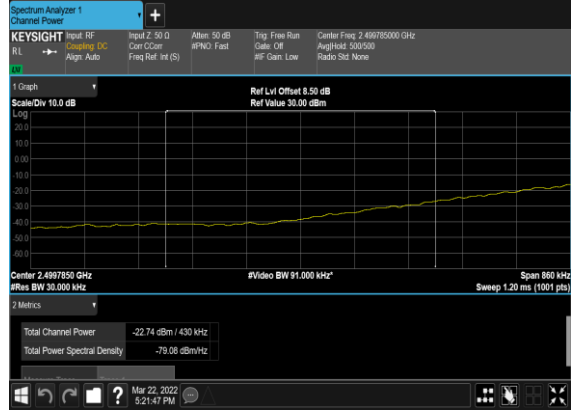 Spectrum Analyzer 1
Channel Power
+
KEYSIGHT
RL
LV
Input: RF
Coupling: DC
Align: Auto
Input Z: 50 Ω
Corr CCorr
Freq Ref: Int (S)
Atten: 50 dB
#PNO: Fast
Trig: Free Run
Gate: Off
#IF Gain: Low
Center Freq: 2.499785000 GHz
Avg|Hold: 500/500
Radio Std: None
1 Graph
Scale/Div 10.0 dB
Ref Lvl Offset 8.50 dB
Ref Value 30.00 dBm
Log
20.0
10.0
0.00
-10.0
-20.0
-30.0
-40.0
-50.0
-60.0
Center 2.4997850 GHz
#Res BW 30.000 kHz
#Video BW 91.000 kHz*
Span 860 kHz
Sweep 1.20 ms (1001 pts)
2 Metrics
Total Channel Power -22.74 dBm / 430 kHz
Total Power Spectral Density -79.08 dBm/Hz
?
Mar 22, 2022
5:21:47 PM